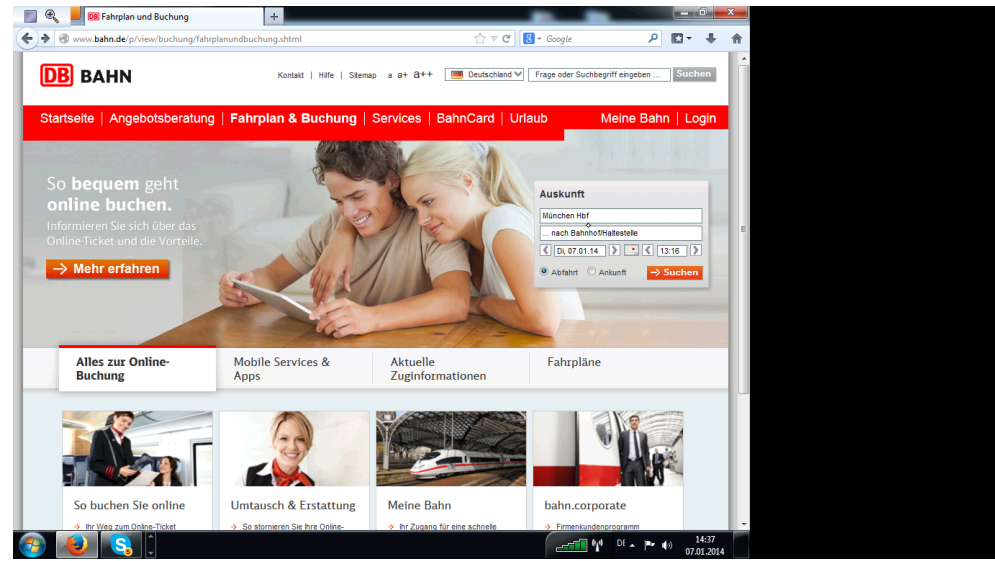 DB Fahrplan und Buchung
www.bahn.de/p/view/buchung/fahrplanundbuchung.shtml
Google
DB BAHN
Kontakt | Hilfe | Sitemap a a+ a++
Deutschland
Frage oder Suchbegriff eingeben ...
Suchen
Startseite | Angebotsberatung | Fahrplan & Buchung | Services | BahnCard | Urlaub
Meine Bahn | Login
So bequem geht
online buchen.
Informieren Sie sich über das
Online-Ticket und die Vorteile.
Mehr erfahren
Auskunft
München Hbf
... nach Bahnhof/Haltestelle
Di, 07.01.14
13:16
Abfahrt
Ankunft
Suchen
Alles zur Online-
Buchung
Mobile Services &
Apps
Aktuelle
Zuginformationen
Fahrpläne
So buchen Sie online
Ihr Weg zum Online-Ticket
Umtausch & Erstattung
So stornieren Sie Ihre Online-
Meine Bahn
Ihr Zugang für eine schnelle
bahn.corporate
Firmenkundenprogramm
DE
14:37
07.01.2014